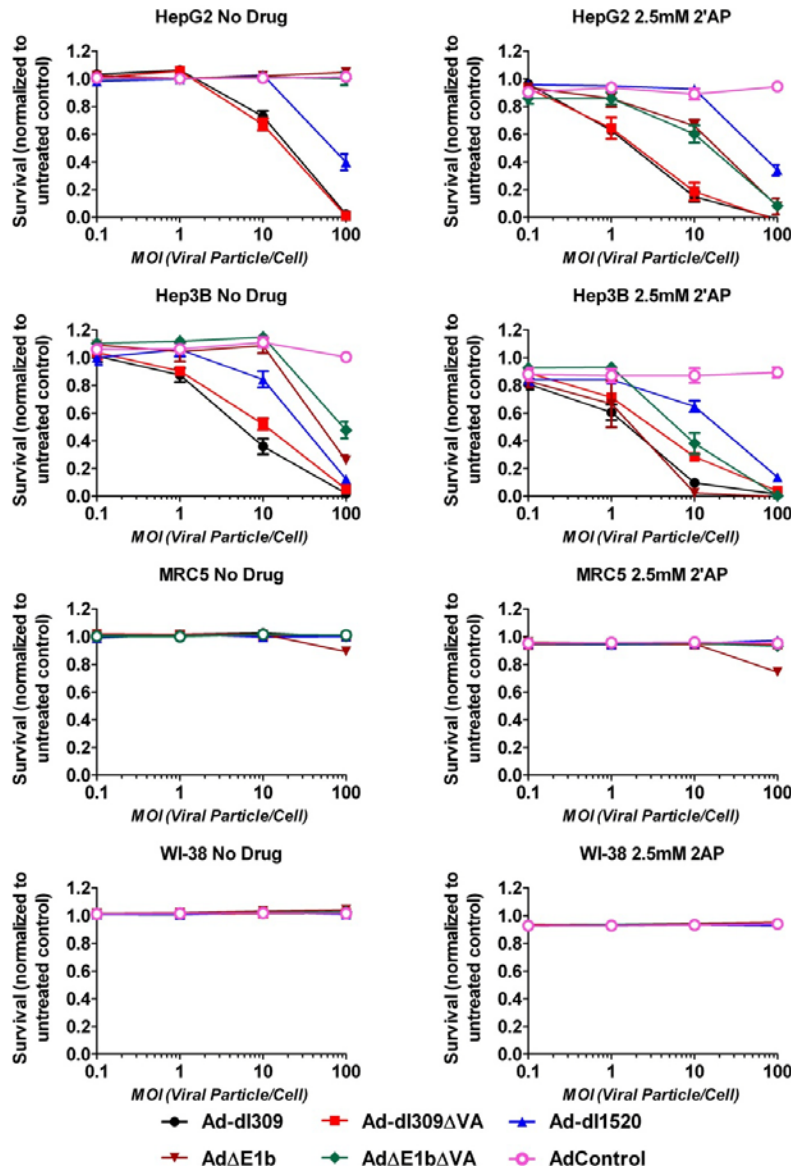 HepG2 No Drug
Survival (normalized to
untreated control)
1.2
1.0
0.8
0.6
0.4
0.2
0.0
0.1 1 10 100
MOI (Viral Particle/Cell)
HepG2 2.5mM 2'AP
Survival (normalized to
untreated control)
1.2
1.0
0.8
0.6
0.4
0.2
0.0
0.1 1 10 100
MOI (Viral Particle/Cell)
Hep3B No Drug
Survival (normalized to
untreated control)
1.2
1.0
0.8
0.6
0.4
0.2
0.0
0.1 1 10 100
MOI (Viral Particle/Cell)
Hep3B 2.5mM 2'AP
Survival (normalized to
untreated control)
1.2
1.0
0.8
0.6
0.4
0.2
0.0
0.1 1 10 100
MOI (Viral Particle/Cell)
MRC5 No Drug
Survival (normalized to
untreated control)
1.2
1.0
0.8
0.6
0.4
0.2
0.0
0.1 1 10 100
MOI (Viral Particle/Cell)
MRC5 2.5mM 2'AP
Survival (normalized to
untreated control)
1.2
1.0
0.8
0.6
0.4
0.2
0.0
0.1 1 10 100
MOI (Viral Particle/Cell)
WI-38 No Drug
Survival (normalized to
untreated control)
1.2
1.0
0.8
0.6
0.4
0.2
0.0
0.1 1 10 100
MOI (Viral Particle/Cell)
WI-38 2.5mM 2AP
Survival (normalized to
untreated control)
1.2
1.0
0.8
0.6
0.4
0.2
0.0
0.1 1 10 100
MOI (Viral Particle/Cell)
Ad-dl309 Ad-dl309ΔVA Ad-dl1520
AdΔE1b AdΔE1bΔVA AdControl